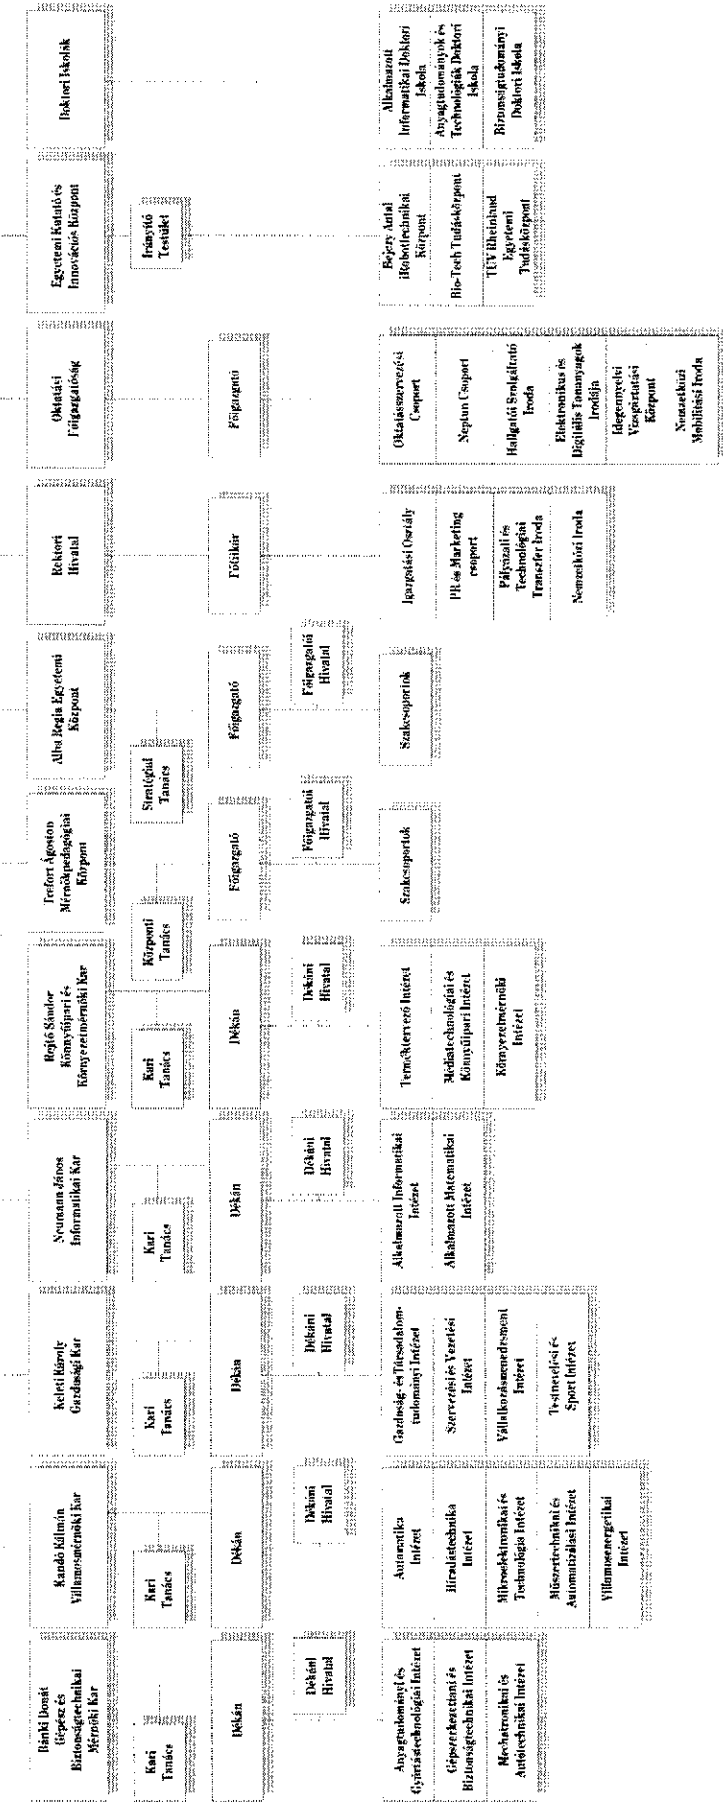 Bánki Donát
Gépész és
Biztonságtechnikai
Mérnöki Kar
Kandó Kálmán
Villamosmérnöki Kar
Keleti Károly
Gazdasági Kar
Neumann János
Informatikai Kar
Rejtő Sándor
Könnyűipari és
Környezetmérnöki Kar
Trefort Ágoston
Mérnökpedagógiai
Központ
Alba Regia Egyetemi
Központ
Rektori
Hivatal
Oktatási
Főigazgatóság
Egyetemi Kutató és
Innovációs Központ
Doktori Iskolák
Kari
Tanács
Kari
Tanács
Kari
Tanács
Kari
Tanács
Kari
Tanács
Központi
Tanács
Stratégiai
Tanács
Irányító
Testület
Dékán
Dékán
Dékán
Dékán
Dékán
Főigazgató
Főigazgató
Főtitkár
Főigazgató
Dékáni
Hivatal
Dékáni
Hivatal
Dékáni
Hivatal
Dékáni
Hivatal
Dékáni
Hivatal
Főigazgatói
Hivatal
Főigazgatói
Hivatal
Anyagtudományi és
Gyártástechnológiai Intézet
Gépszerkezettani és
Biztonságtechnikai Intézet
Mechatronikai és
Autótechnikai Intézet
Automatika
Intézet
Híradástechnika
Intézet
Mikroelektronikai és
Technológia Intézet
Műszertechnikai és
Automatizálási Intézet
Villamosenergetikai
Intézet
Gazdaság- és Társadalom-
tudományi Intézet
Szervezési és Vezetési
Intézet
Vállalkozásmenedzsment
Intézet
Testnevelési és
Sport Intézet
Alkalmazott Informatikai
Intézet
Alkalmazott Matematikai
Intézet
Terméktervező Intézet
Médiatechnológiai és
Könnyűipari Intézet
Környezetmérnöki
Intézet
Szakcsoportok
Szakcsoportok
Igazgatási Osztály
PR és Marketing
csoport
Pályázati és
Technológiai
Transzfer Iroda
Nemzetközi Iroda
Oktatásszervezési
Csoport
Neptun Csoport
Hallgatói Szolgáltató
Iroda
Elektronikus és
Digitális Tananyagok
Irodája
Idegennyelvi
Vizsgáztatási
Központ
Nemzetközi
Mobilitási Iroda
Bejczy Antal
iRobottechnikai
Központ
Bio-Tech Tudásközpont
TÜV Rheinland
Egyetemi
Tudásközpont
Alkalmazott
Informatikai Doktori
Iskola
Anyagtudományok és
Technológiák Doktori
Iskola
Biztonságtudományi
Doktori Iskola